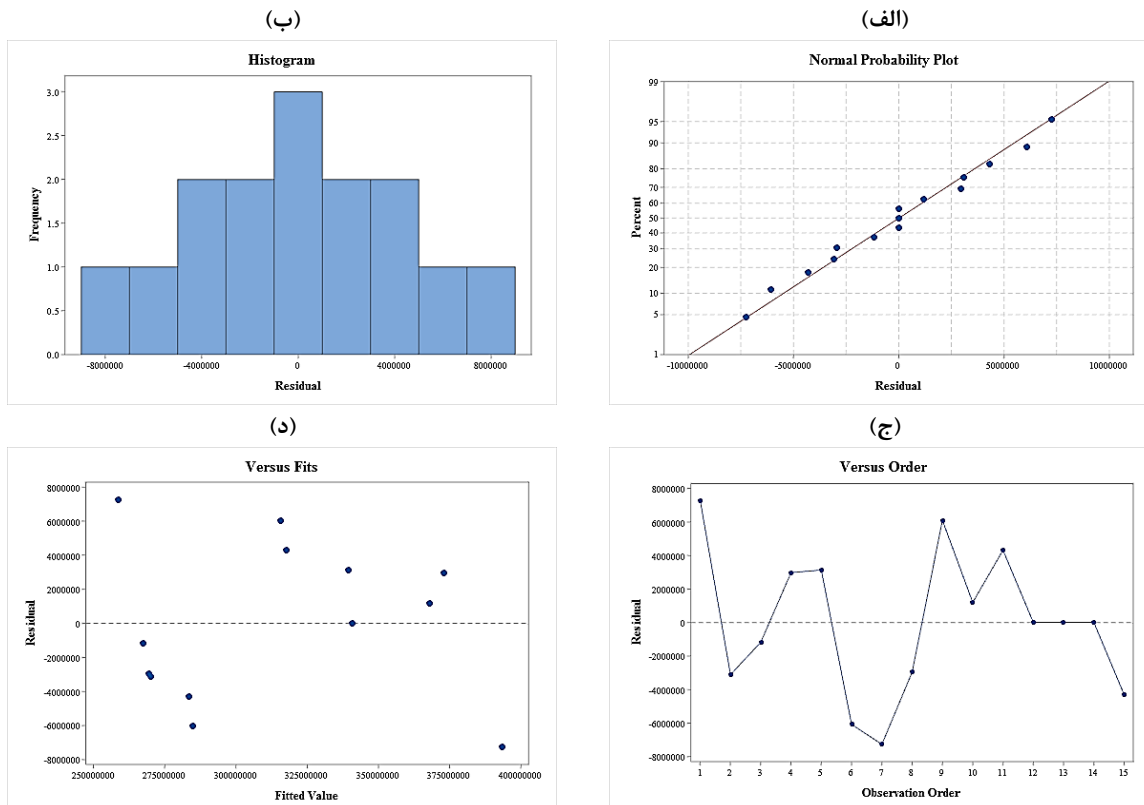 (الف)
Normal Probability Plot
99
95
90
80
70
60
50
40
30
20
10
5
1
Percent
-10000000 -5000000 0 5000000 10000000
Residual
(ب)
Histogram
3.0
2.5
2.0
1.5
1.0
0.5
0.0
Frequency
-8000000 -4000000 0 4000000 8000000
Residual
(ج)
Versus Order
8000000
6000000
4000000
2000000
0
-2000000
-4000000
-6000000
-8000000
Residual
1 2 3 4 5 6 7 8 9 10 11 12 13 14 15
Observation Order
(د)
Versus Fits
8000000
6000000
4000000
2000000
0
-2000000
-4000000
-6000000
-8000000
Residual
250000000 275000000 300000000 325000000 350000000 375000000 400000000
Fitted Value